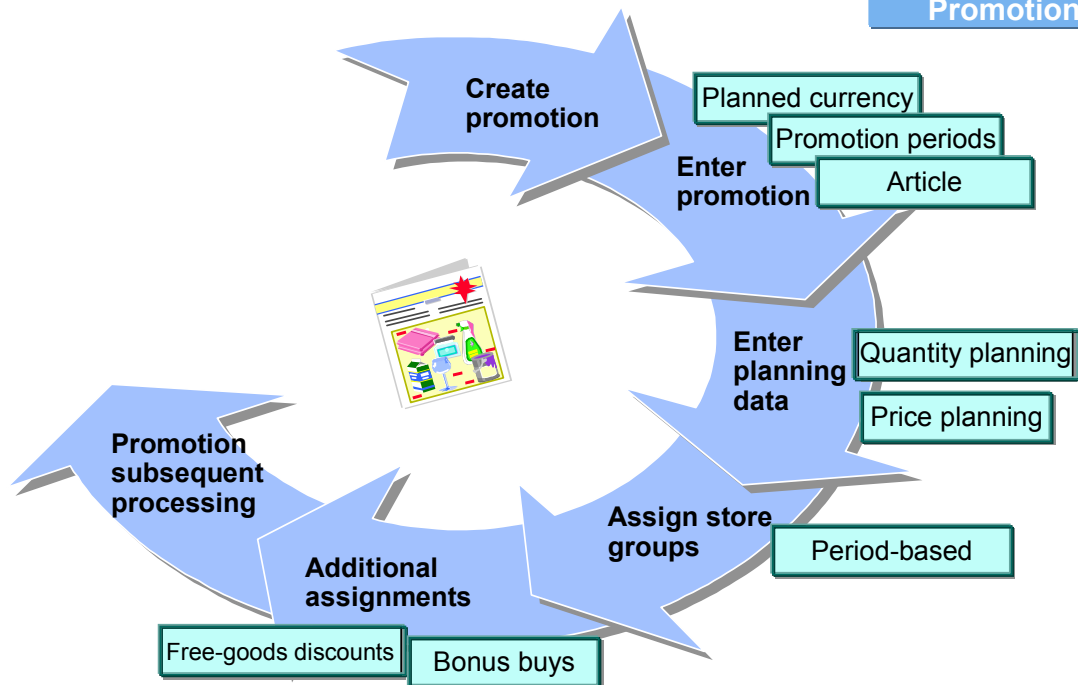 Promotion
Create
promotion
Planned currency
Promotion periods
Article
Enter
promotion
Enter
planning
data
Quantity planning
Price planning
Assign store
groups
Period-based
Additional
assignments
Free-goods discounts
Bonus buys
Promotion
subsequent
processing